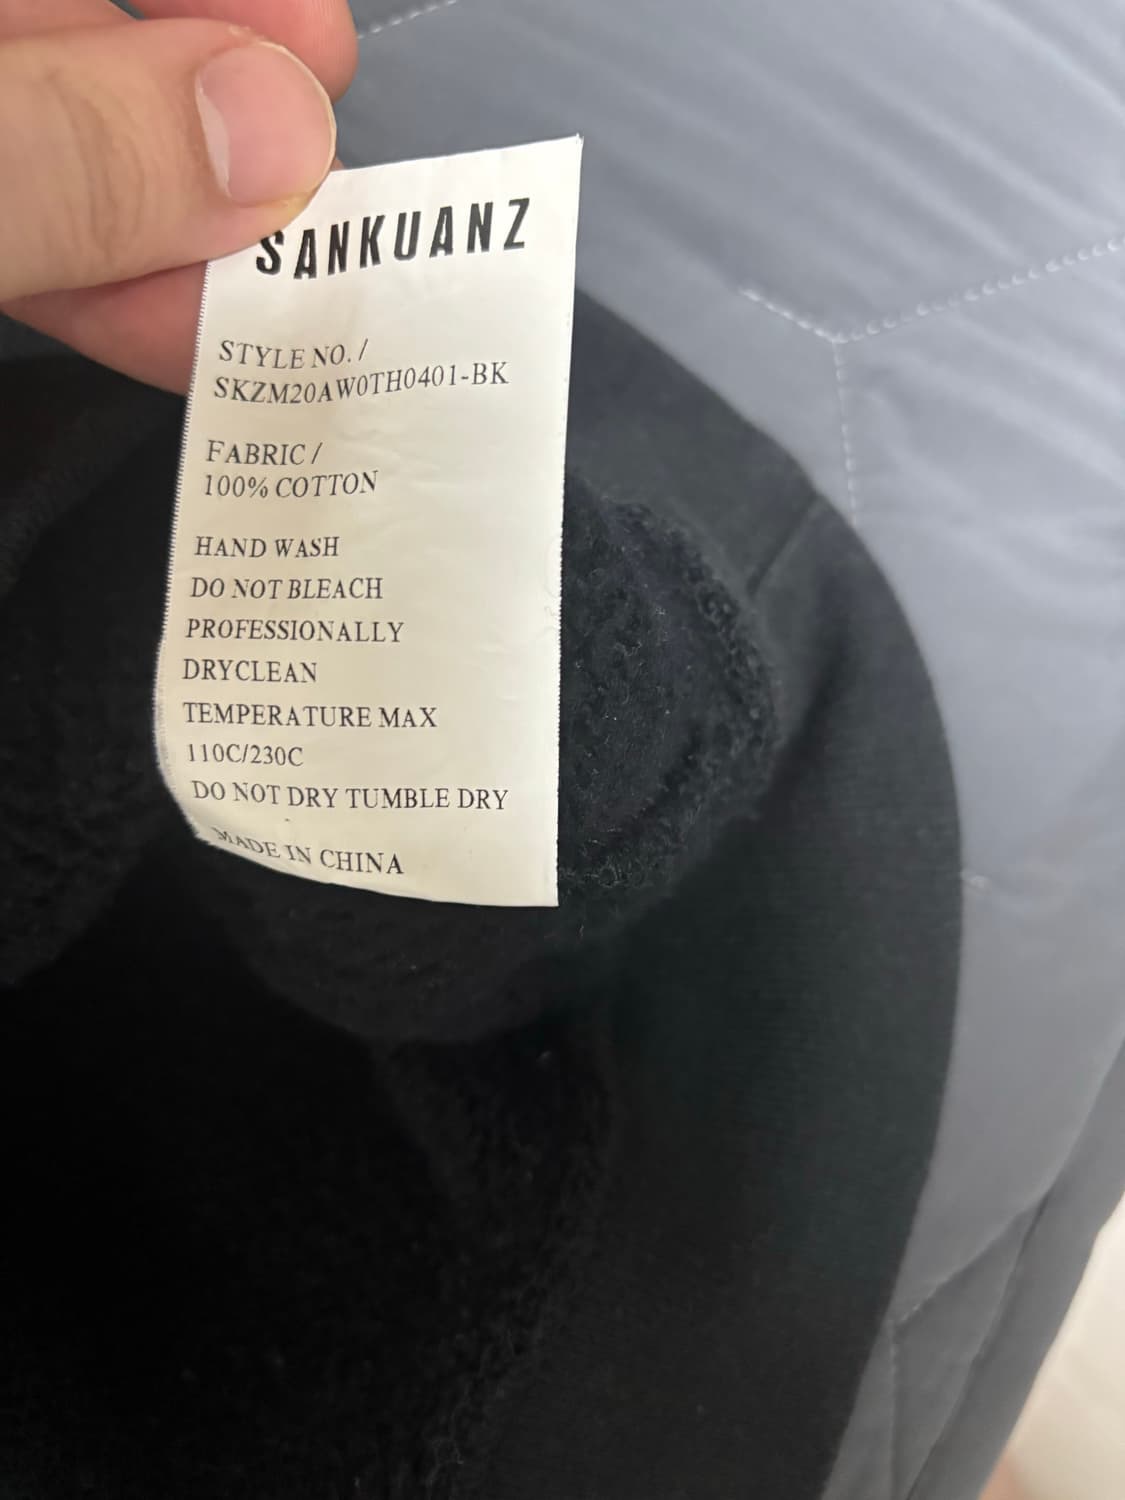 SANKUANZ
STYLE NO. /
SKZM20AW0TH0401-BK
FABRIC /
100% COTTON
HAND WASH
DO NOT BLEACH
PROFESSIONALLY
DRYCLEAN
TEMPERATURE MAX
110C/230C
DO NOT DRY TUMBLE DRY
MADE IN CHINA